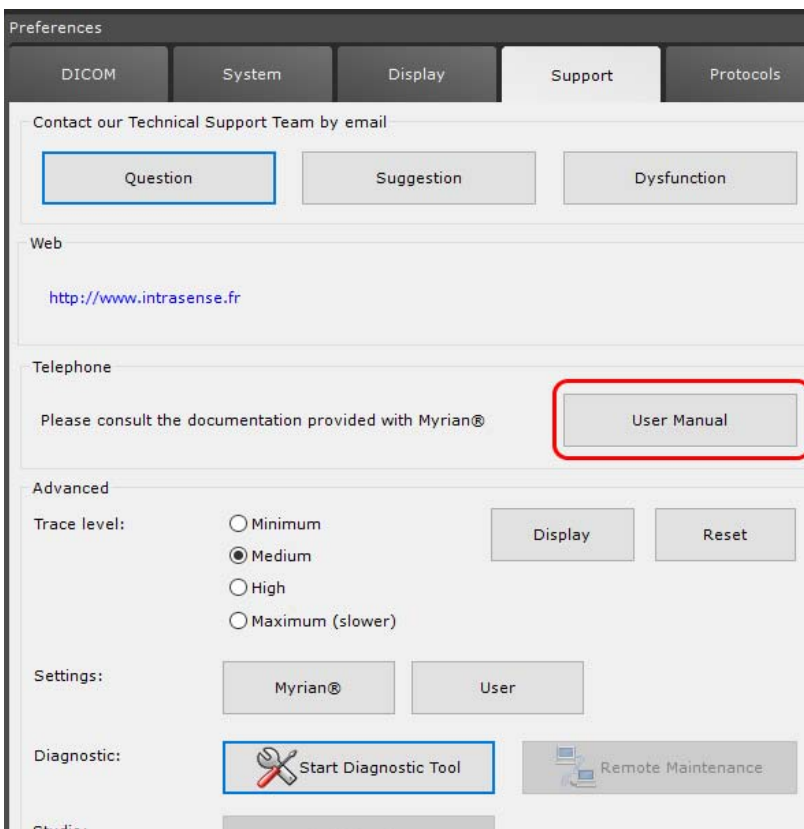 Preferences
DICOM System Display Support Protocols
Contact our Technical Support Team by email
Question Suggestion Dysfunction
Web
http://www.intrasense.fr
Telephone
Please consult the documentation provided with Myrian® User Manual
Advanced
Trace level: Minimum Display Reset
Medium
High
Maximum (slower)
Settings: Myrian® User
Diagnostic: Start Diagnostic Tool Remote Maintenance